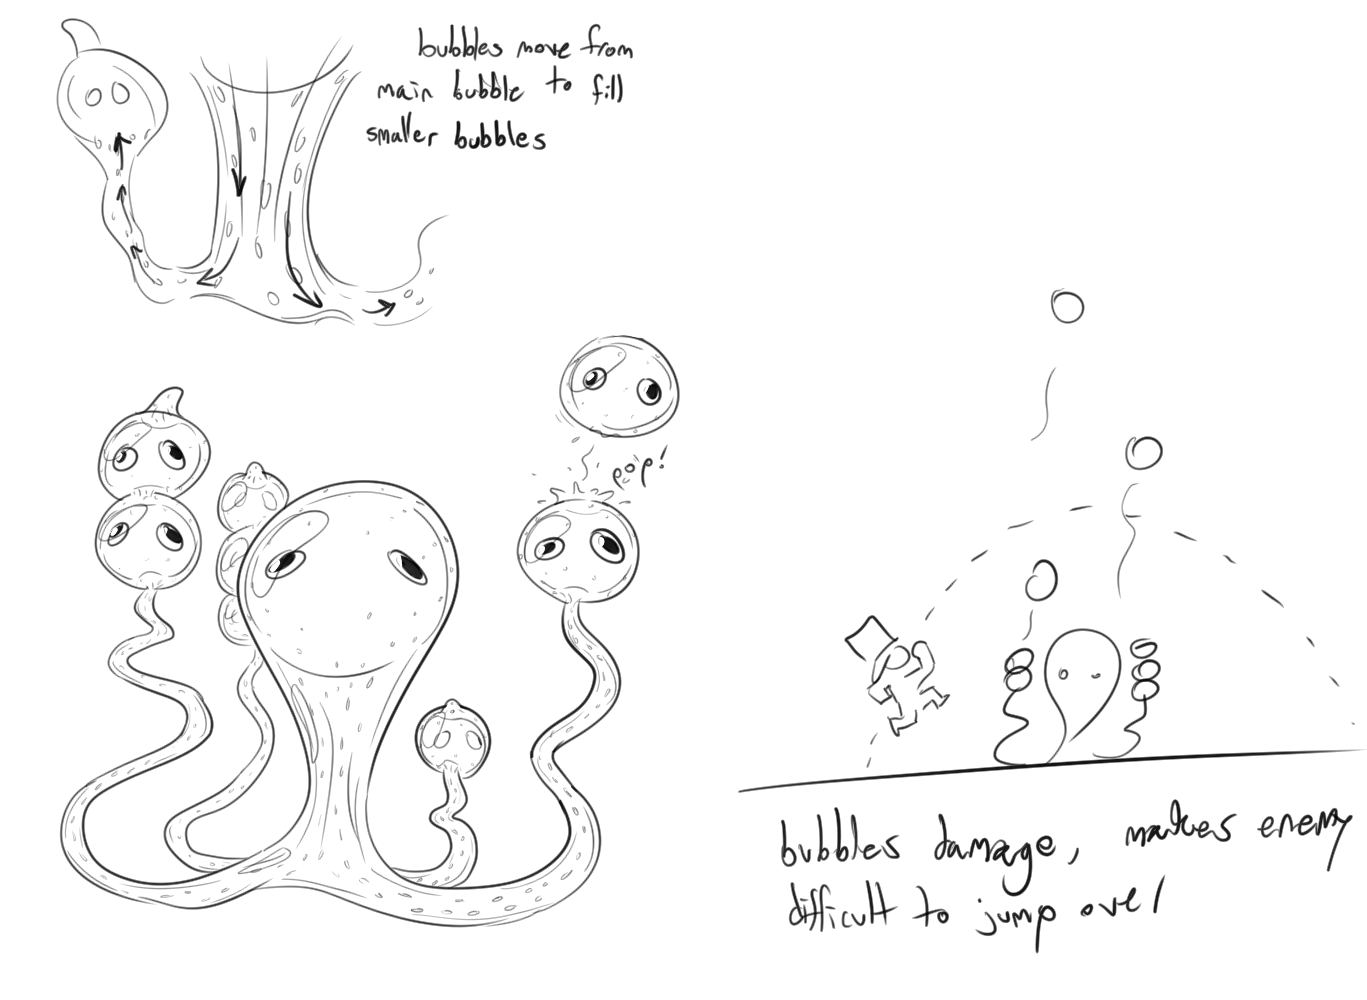 bubbles move from
main bubble to fill
smaller bubbles
pop!
bubbles damage, makes enemy
difficult to jump over